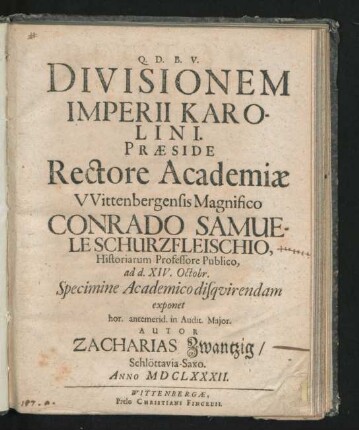 Q. D. B. V.
DIVISIONEM
IMPERII KARO-
LINI.
PRÆSIDE
Rectore Academiæ
VVittenbergensis Magnifico
CONRADO SAMUE-
LE SCHURZFLEISCHIO,
Historiarum Professore Publico,
ad d. XIV. Octobr.
Specimine Academico disqvirendam
exponet
hor. antemerid. in Audit. Major.
AUTOR
ZACHARIAS Zwantzig /
Schlöttavia-Saxo.
ANNO MDCLXXXII.
WITTENBERGÆ,
Prelo CHRISTIANI FINCELII.